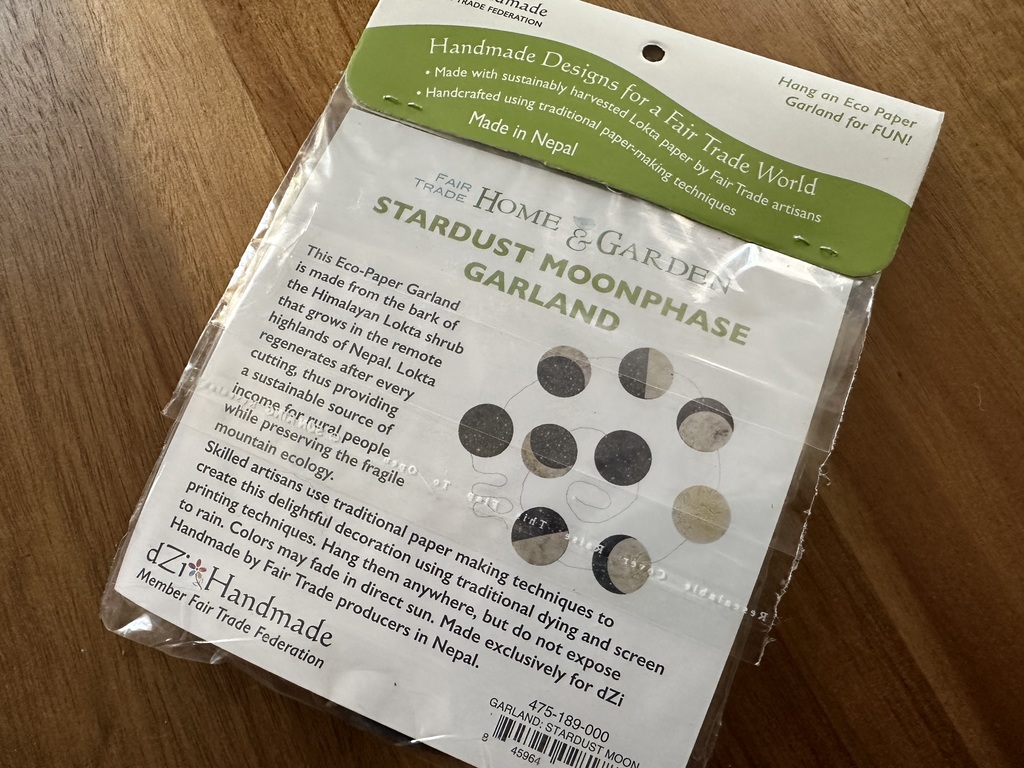 TRADE FEDERATION
Handmade Designs for a Fair Trade World
• Made with sustainably harvested Lokta paper by Fair Trade artisans
• Handcrafted using traditional paper-making techniques
Made in Nepal
Hang an Eco Paper
Garland for FUN!
FAIR
TRADE HOME & GARDEN
STARDUST MOONPHASE
GARLAND
This Eco-Paper Garland
is made from the bark of
the Himalayan Lokta shrub
that grows in the remote
highlands of Nepal. Lokta
regenerates after every
cutting, thus providing
a sustainable source of
income for rural people
while preserving the fragile
mountain ecology.
Skilled artisans use traditional paper making techniques to
create this delightful decoration using traditional dying and screen
printing techniques. Hang them anywhere, but do not expose
to rain. Colors may fade in direct sun. Made exclusively for dZi
Handmade by Fair Trade producers in Nepal.
dZi Handmade
Member Fair Trade Federation
475-189-000
GARLAND: STARDUST MOON
8 45964